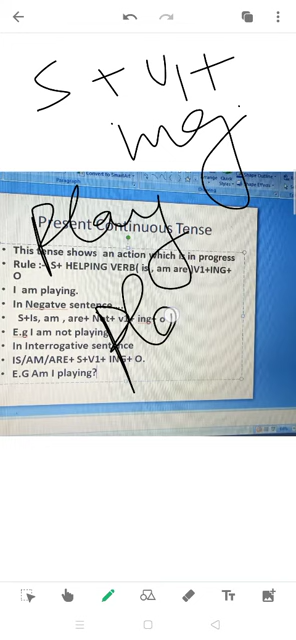 S + V1 +
ing
play
Present Continuous Tense
• This tense shows an action which is in progress
• Rule :- S+ HELPING VERB( is , am are )V1+ING+
O
• I am playing.
• In Negatve sentence
S+Is, am , are+ Not+ v1+ ing+ o
• E.g I am not playing
• In Interrogative sentence
• IS/AM/ARE+ S+V1+ ING+ O.
• E.G Am I playing?